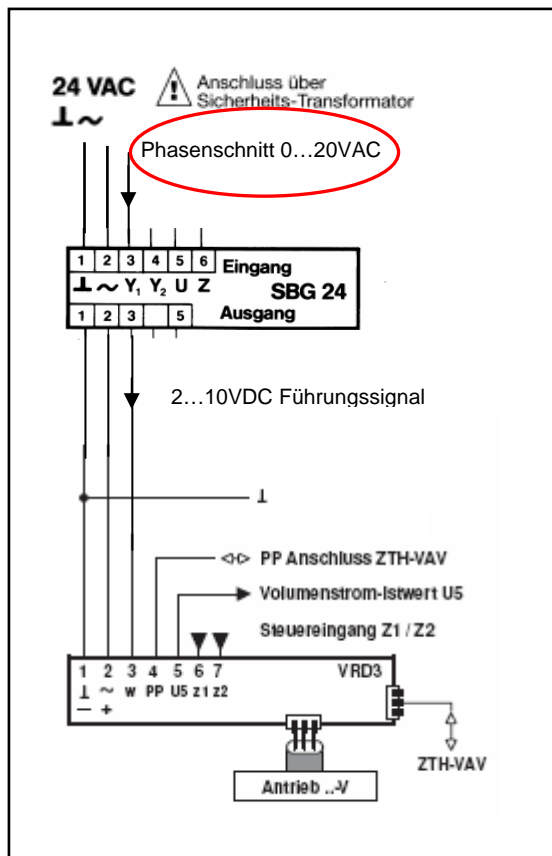 24 VAC
Anschluss über
Sicherheits-Transformator
⊥ ~
Phasenschnitt 0…20VAC
1 2 3 4 5 6 Eingang
⊥ ~ Y1 Y2 U Z SBG 24
1 2 3 5 Ausgang
2…10VDC Führungssignal
⊥
PP Anschluss ZTH-VAV
Volumenstrom-Istwert U5
Steuereingang Z1 / Z2
1 2 3 4 5 6 7 VRD3
⊥ ~ w PP U5 z1 z2
− +
ZTH-VAV
Antrieb ..-V